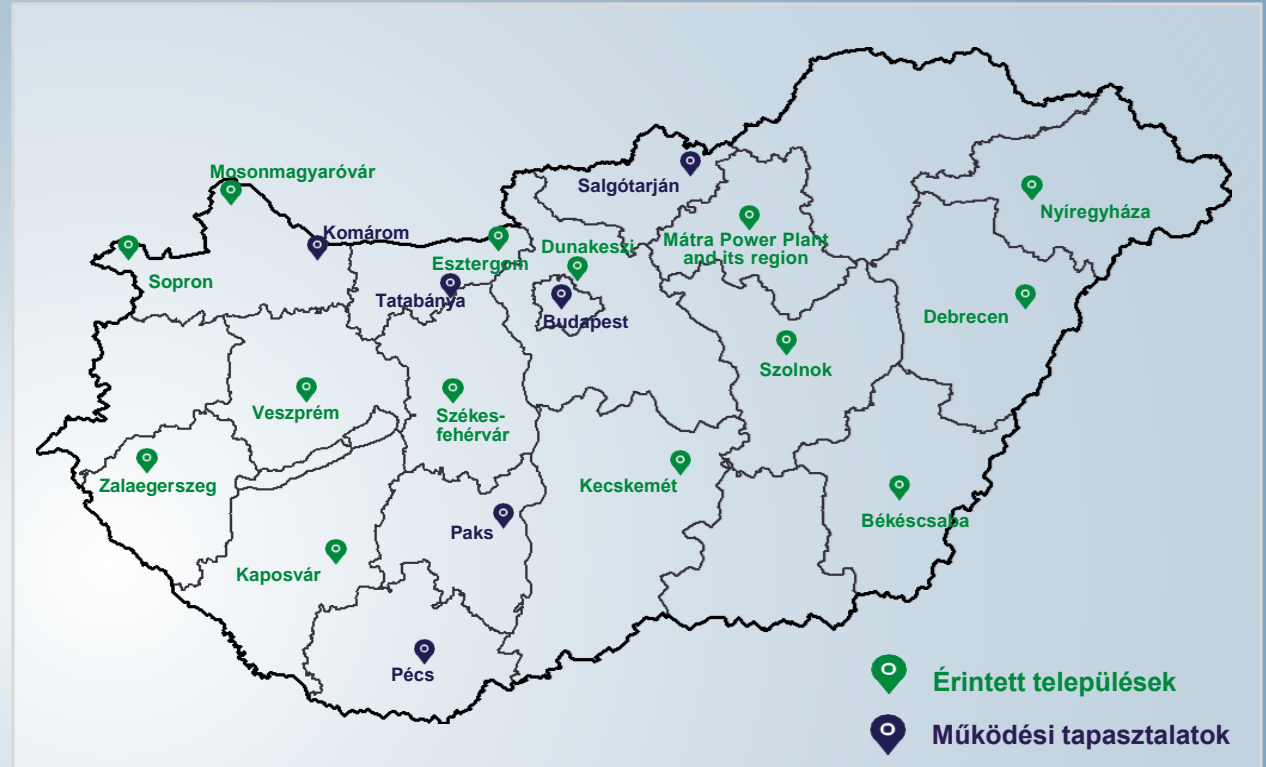 Mosonmagyaróvár
Salgótarján
Nyíregyháza
Komárom
Dunakeszi
Mátra Power Plant
and its region
Esztergom
Sopron
Tatabánya
Budapest
Debrecen
Szolnok
Veszprém
Székes-
fehérvár
Zalaegerszeg
Kecskemét
Békéscsaba
Paks
Kaposvár
Pécs
Érintett települések
Működési tapasztalatok